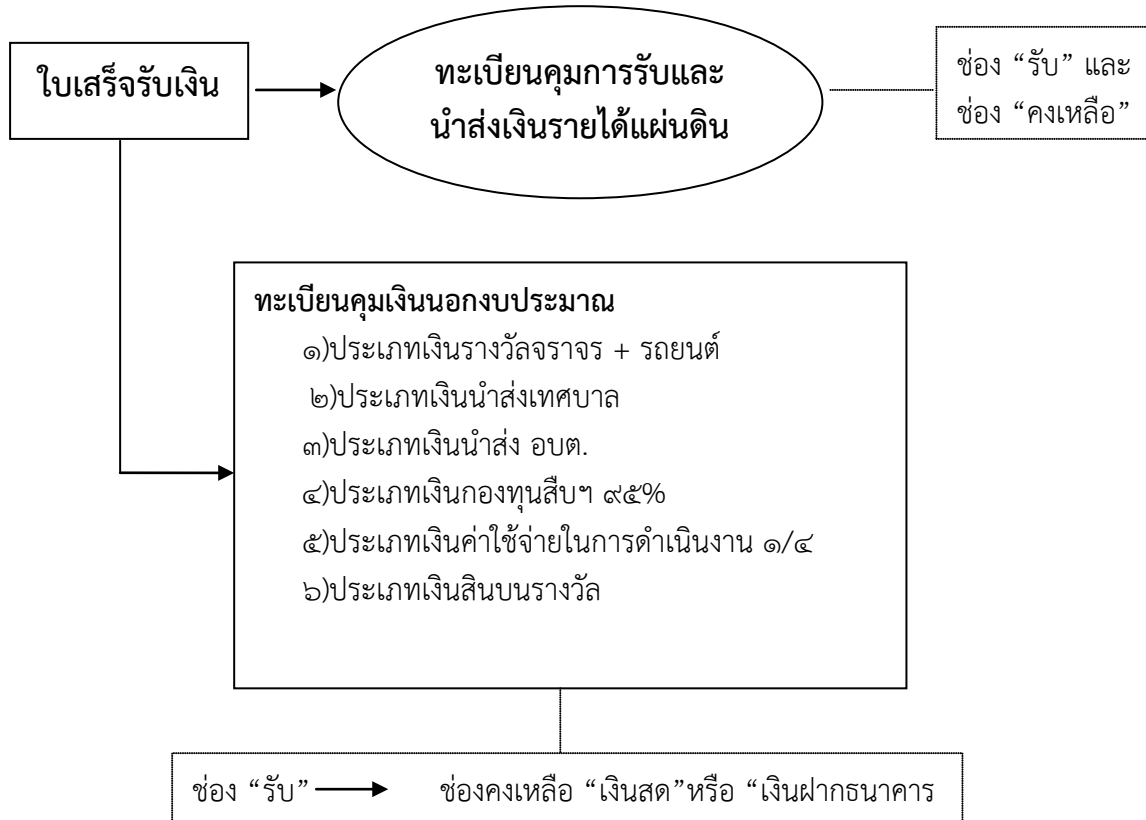 ใบเสร็จรับเงิน
ทะเบียนคุมการรับและ
นำส่งเงินรายได้แผ่นดิน
ช่อง “รับ” และ
ช่อง “คงเหลือ”
ทะเบียนคุมเงินนอกงบประมาณ
๑)ประเภทเงินรางวัลจราจร + รถยนต์
๒)ประเภทเงินนำส่งเทศบาล
๓)ประเภทเงินนำส่ง อบต.
๔)ประเภทเงินกองทุนสืบฯ ๙๕%
๕)ประเภทเงินค่าใช้จ่ายในการดำเนินงาน ๑/๔
๖)ประเภทเงินสินบนรางวัล
ช่อง “รับ” ช่องคงเหลือ “เงินสด”หรือ “เงินฝากธนาคาร